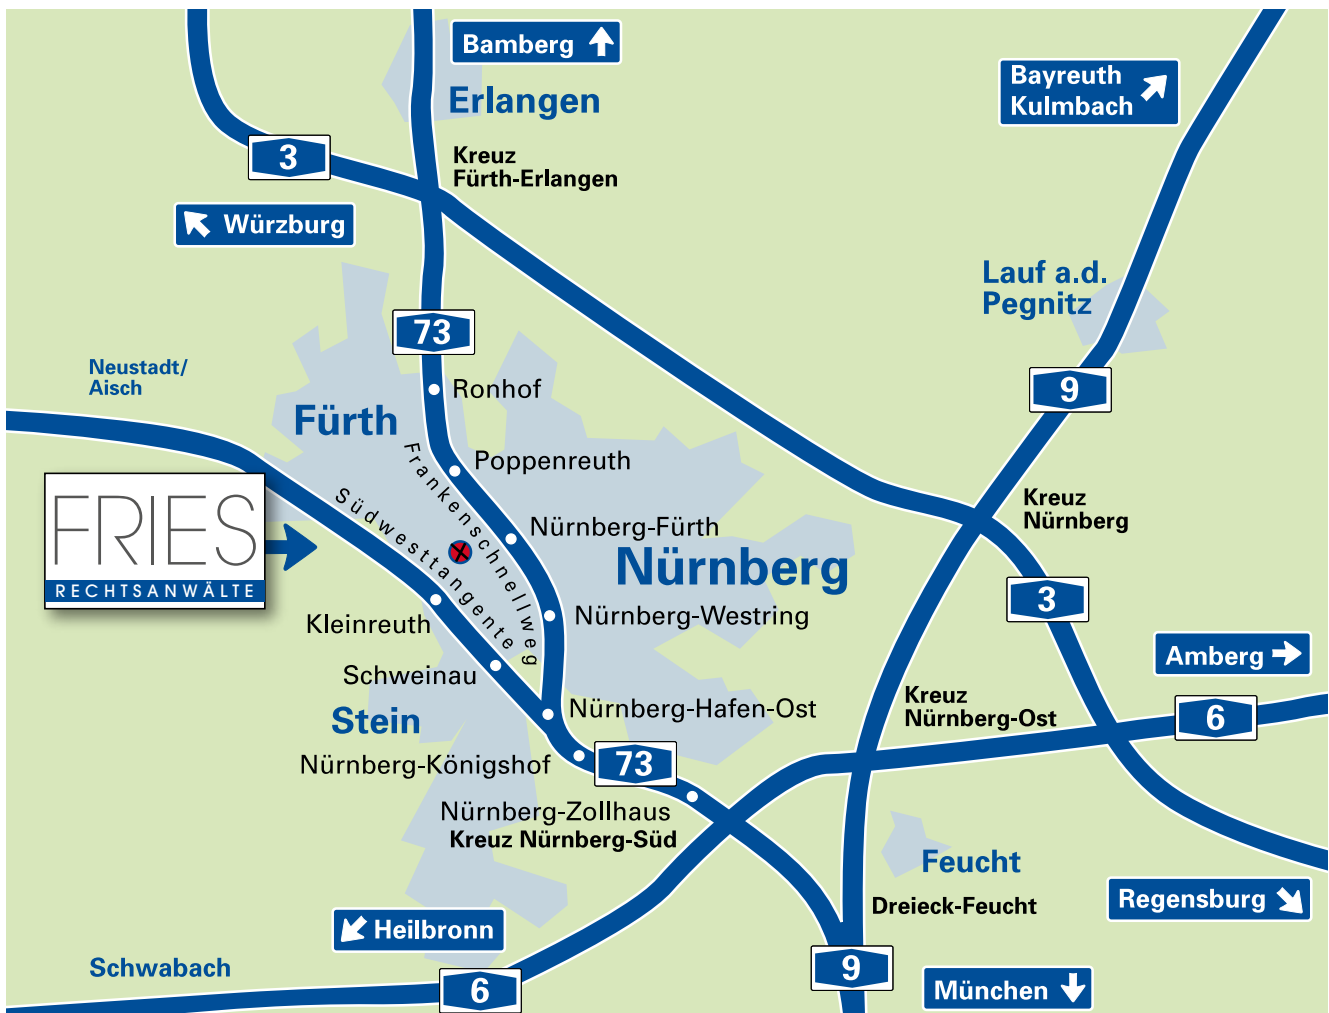 Bamberg
Erlangen
Bayreuth
Kulmbach
3
Kreuz
Fürth-Erlangen
Würzburg
Lauf a.d.
Pegnitz
73
Neustadt/
Aisch
9
Ronhof
Fürth
Poppenreuth
Frankenschnellweg
Südwesttangente
FRIES
RECHTSANWÄLTE
Kreuz
Nürnberg
Nürnberg-Fürth
Nürnberg
3
Kleinreuth
Nürnberg-Westring
Amberg
Schweinau
Stein
Nürnberg-Hafen-Ost
Kreuz
Nürnberg-Ost
6
Nürnberg-Königshof
73
Nürnberg-Zollhaus
Kreuz Nürnberg-Süd
Feucht
Dreieck-Feucht
Regensburg
Heilbronn
Schwabach
9
6
München